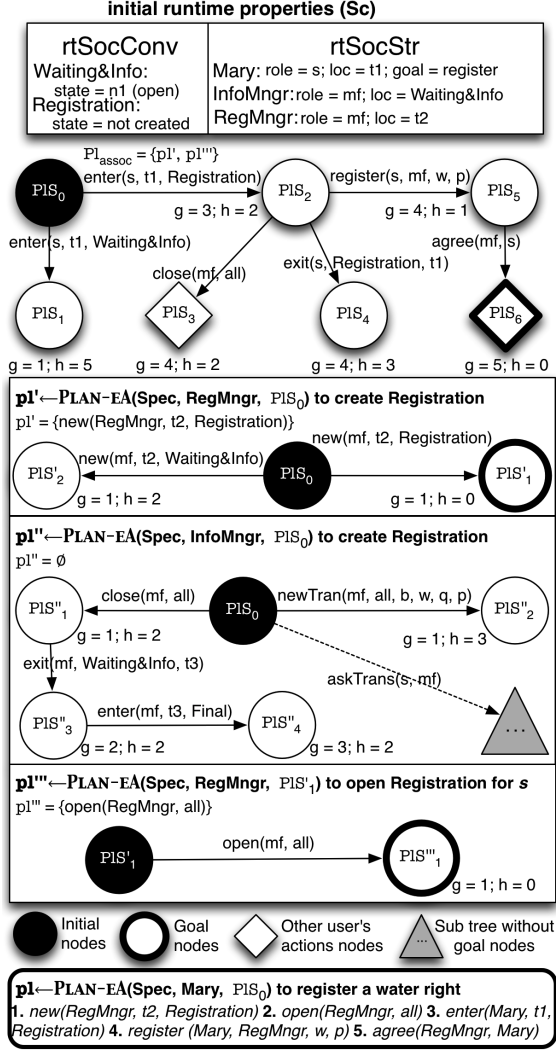 initial runtime properties (Sc)
rtSocConv
Waiting&Info:
state = n1 (open)
Registration:
state = not created
rtSocStr
Mary: role = s; loc = t1; goal = register
InfoMngr:role = mf; loc = Waiting&Info
RegMngr:role = mf; loc = t2
Pl_assoc = {pl', pl'''}
enter(s, t1, Registration)
register(s, mf, w, p)
PlS0
PlS2
PlS5
g = 3; h = 2
g = 4; h = 1
enter(s, t1, Waiting&Info)
agree(mf, s)
exit(s, Registration, t1)
close(mf, all)
PlS1
PlS3
PlS4
PlS6
g = 1; h = 5
g = 4; h = 2
g = 4; h = 3
g = 5; h = 0
pl'←PLAN-EA(Spec, RegMngr, PlS0) to create Registration
pl' = {new(RegMngr, t2, Registration)}
new(mf, t2, Registration)
new(mf, t2, Waiting&Info)
PlS'2
PlS0
PlS'1
g = 1; h = 2
g = 1; h = 0
pl''←PLAN-EA(Spec, InfoMngr, PlS0) to create Registration
pl'' = ∅
close(mf, all)
newTran(mf, all, b, w, q, p)
PlS''1
PlS0
PlS''2
g = 1; h = 2
g = 1; h = 3
exit(mf, Waiting&Info, t3)
askTrans(s, mf)
enter(mf, t3, Final)
PlS''3
PlS''4
...
g = 2; h = 2
g = 3; h = 2
pl'''←PLAN-EA(Spec, RegMngr, PlS'1) to open Registration for s
pl''' = {open(RegMngr, all)}
open(mf, all)
PlS'1
PlS'''1
g = 1; h = 0
Initial
nodes
Goal
nodes
Other user's
actions nodes
...
Sub tree without
goal nodes
pl←PLAN-EA(Spec, Mary, PlS0) to register a water right
1. new(RegMngr, t2, Registration) 2. open(RegMngr, all) 3. enter(Mary, t1,
Registration) 4. register (Mary, RegMngr, w, p) 5. agree(RegMngr, Mary)